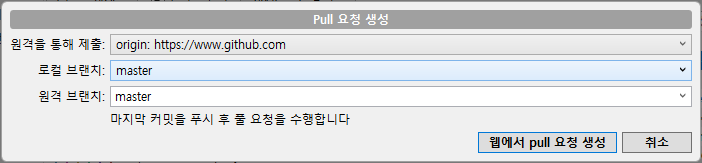 Pull 요청 생성
원격을 통해 제출: origin: https://www.github.com
로컬 브랜치: master
원격 브랜치: master
마지막 커밋을 푸시 후 풀 요청을 수행합니다
웹에서 pull 요청 생성 취소